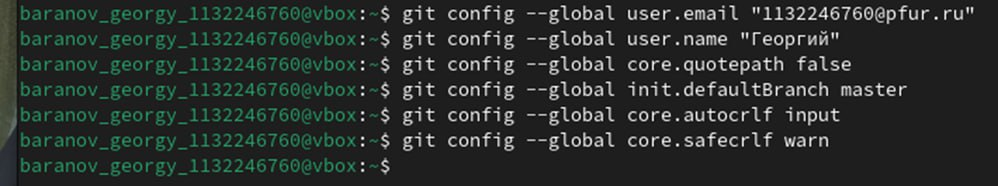 baranov_georgy_1132246760@vbox:~$ git config --global user.email "1132246760@pfur.ru"
baranov_georgy_1132246760@vbox:~$ git config --global user.name "Георгий"
baranov_georgy_1132246760@vbox:~$ git config --global core.quotepath false
baranov_georgy_1132246760@vbox:~$ git config --global init.defaultBranch master
baranov_georgy_1132246760@vbox:~$ git config --global core.autocrlf input
baranov_georgy_1132246760@vbox:~$ git config --global core.safecrlf warn
baranov_georgy_1132246760@vbox:~$